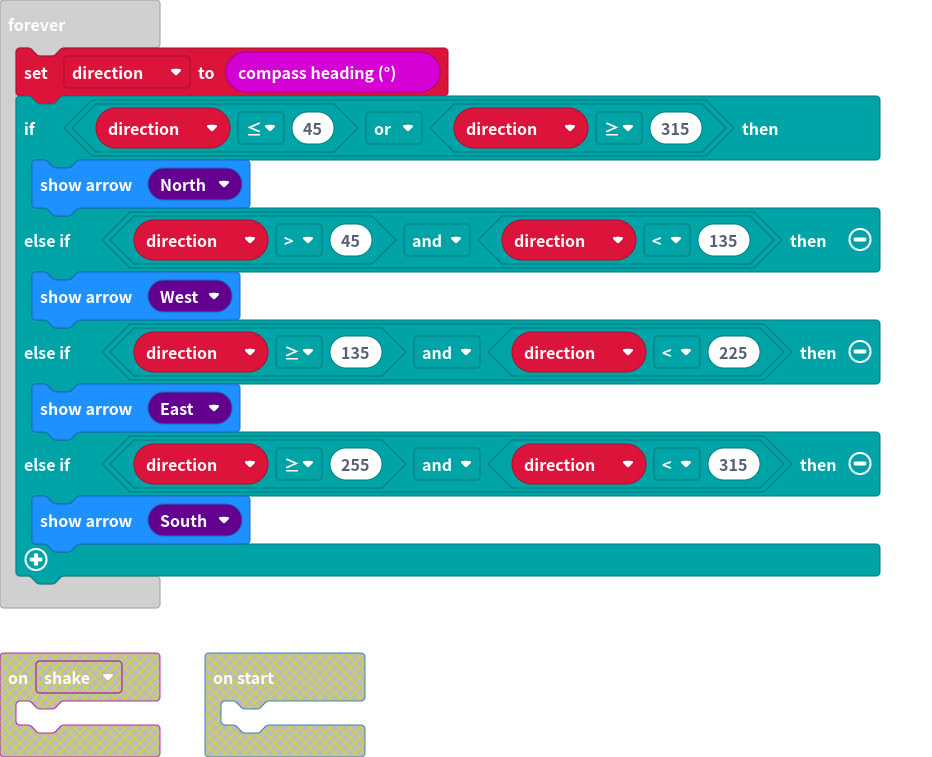 forever
set direction to compass heading (°)
if direction ≤ 45 or direction ≥ 315 then
show arrow North
else if direction > 45 and direction < 135 then
show arrow West
else if direction ≥ 135 and direction < 225 then
show arrow East
else if direction ≥ 255 and direction < 315 then
show arrow South
on shake
on start